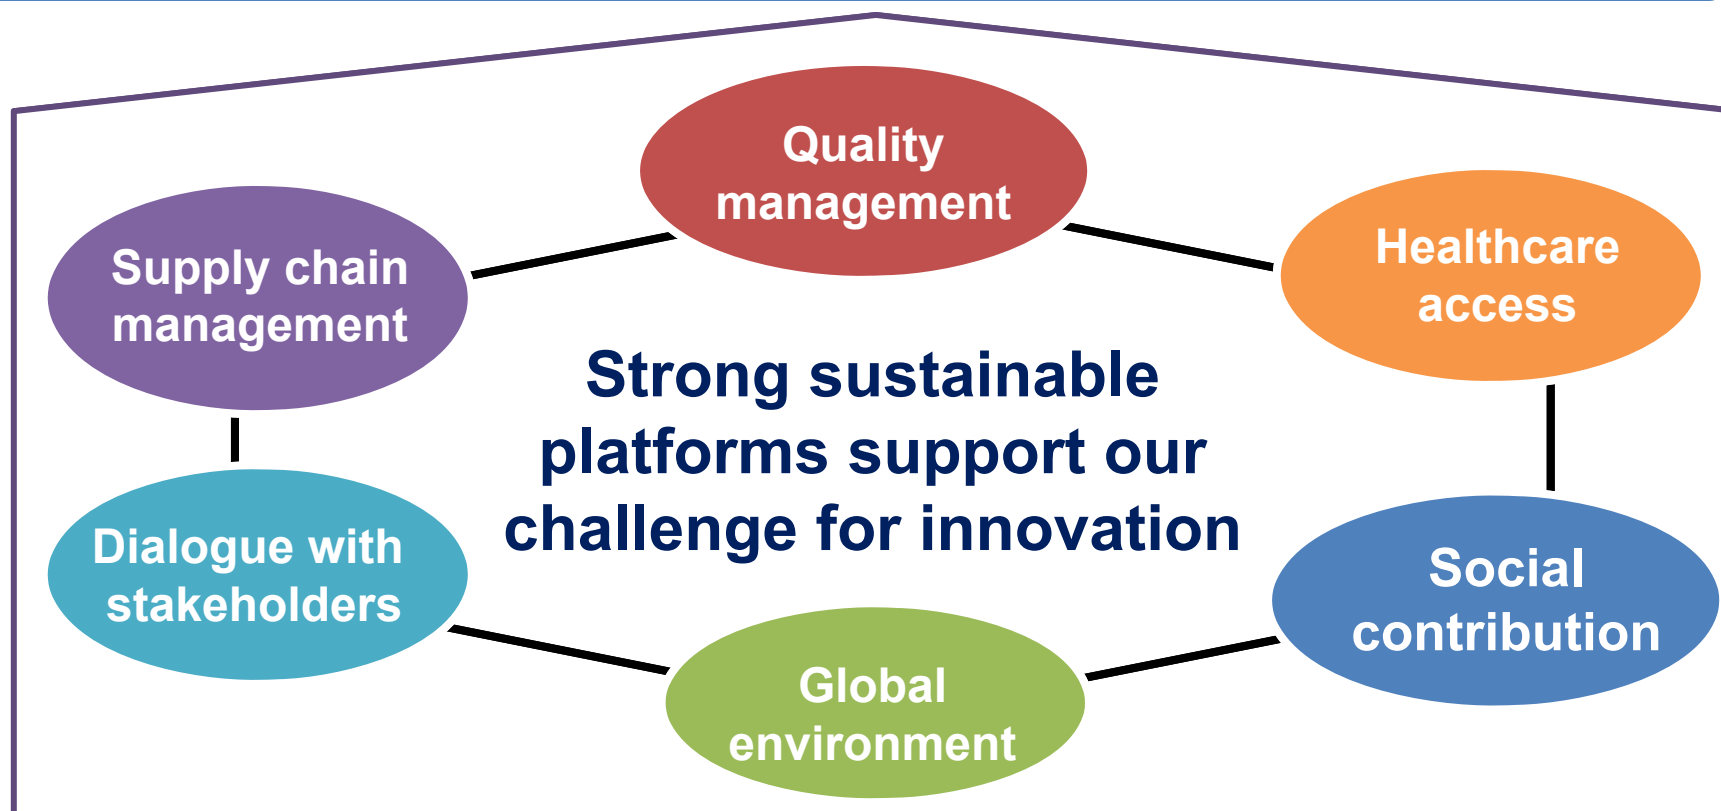 Quality
management
Healthcare
access
Supply chain
management
Strong sustainable
platforms support our
challenge for innovation
Dialogue with
stakeholders
Social
contribution
Global
environment